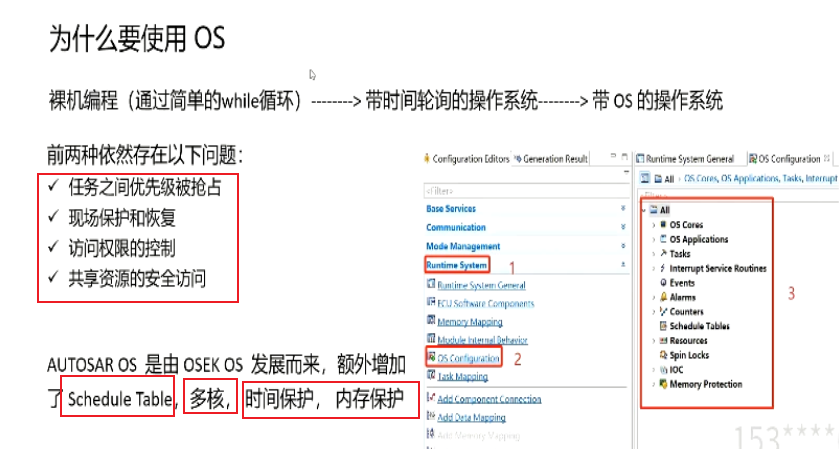 为什么要使用 OS
裸机编程（通过简单的while循环）--------> 带时间轮询的操作系统--------> 带 OS 的操作系统
前两种依然存在以下问题：
✓ 任务之间优先级被抢占
✓ 现场保护和恢复
✓ 访问权限的控制
✓ 共享资源的安全访问
AUTOSAR OS 是由 OSEK OS 发展而来，额外增加
了 Schedule Table，多核，时间保护， 内存保护
Configuration Editors
Generation Result
<Filter>
Base Services
Communication
Mode Management
Runtime System
1
Runtime System General
ECU Software Components
Memory Mapping
Module Internal Behavior
OS Configuration
2
Task Mapping
Add Component Connection
Add Data Mapping
Add Memory Mapping
Runtime System General
OS Configuration
All
OS Cores, OS Applications, Tasks, Interrupt
All
OS Cores
OS Applications
Tasks
Interrupt Service Routines
Events
Alarms
Counters
Schedule Tables
Resources
Spin Locks
IOC
Memory Protection
3
153****